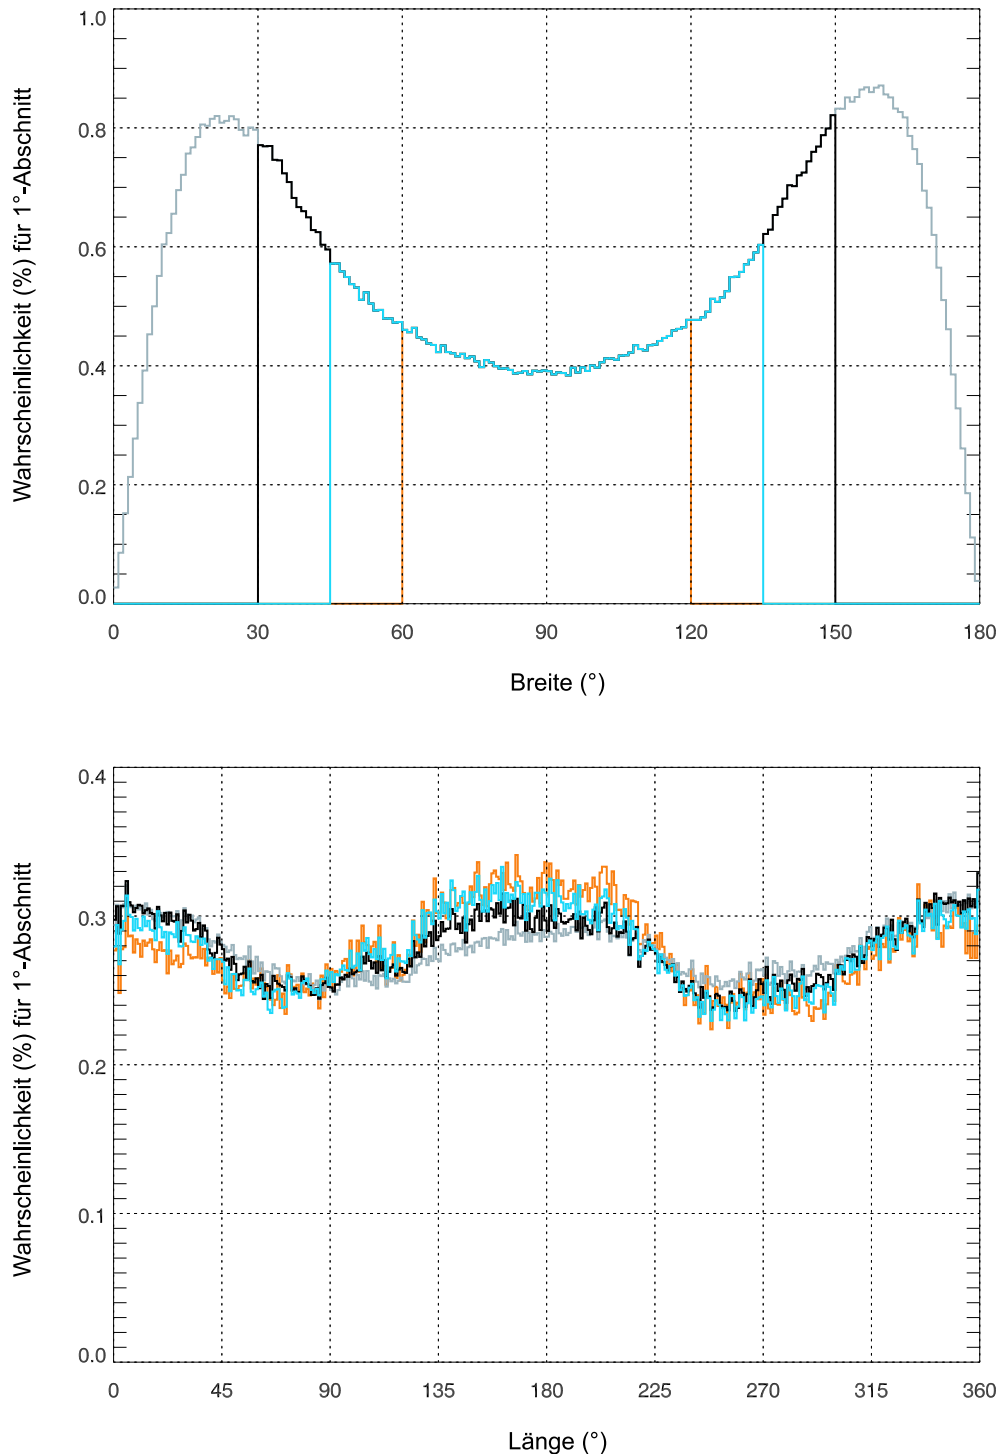 Wahrscheinlichkeit (%) für 1°-Abschnitt
1.0
0.8
0.6
0.4
0.2
0.0
0 30 60 90 120 150 180
Breite (°)
Wahrscheinlichkeit (%) für 1°-Abschnitt
0.4
0.3
0.2
0.1
0.0
0 45 90 135 180 225 270 315 360
Länge (°)